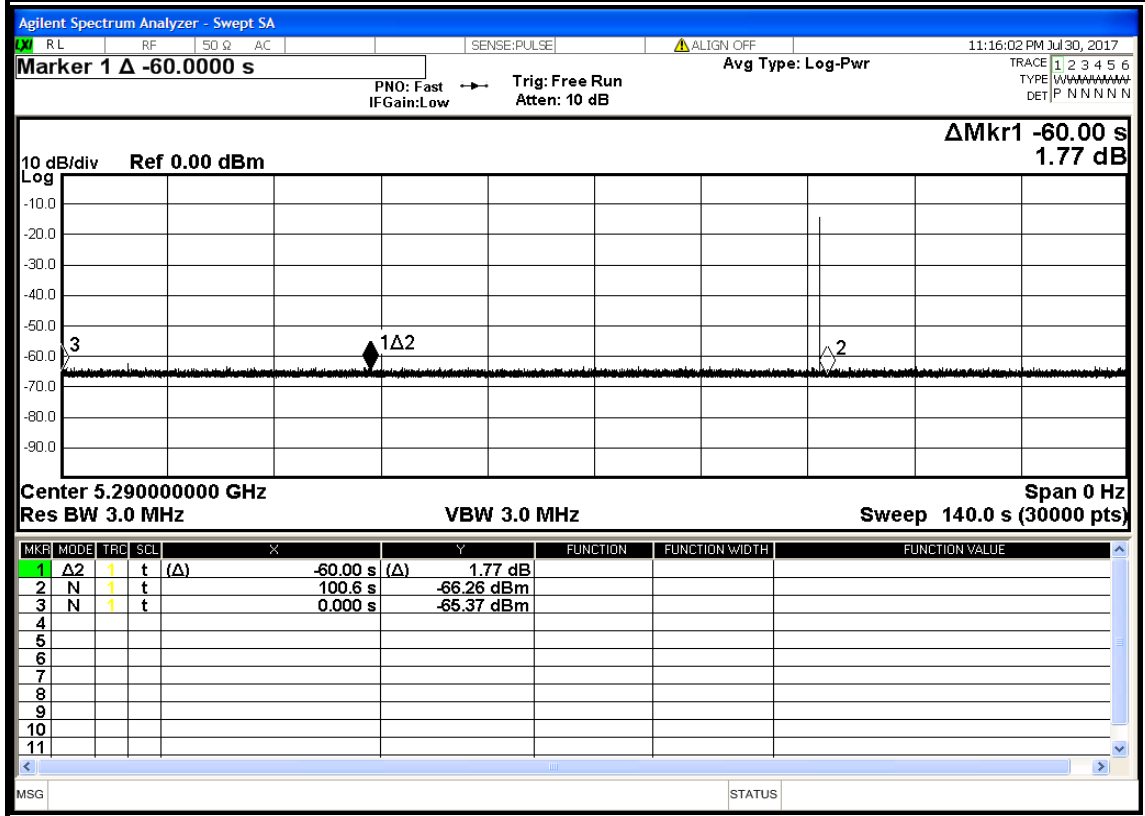 Agilent Spectrum Analyzer - Swept SA
LXI RL RF 50 Ω AC SENSE:PULSE ALIGN OFF 11:16:02 PM Jul 30, 2017
Marker 1 Δ -60.0000 s
Avg Type: Log-Pwr
TRACE 1 2 3 4 5 6
PNO: Fast Trig: Free Run
TYPE WWWWWW
IFGain:Low Atten: 10 dB
DET P N N N N N
ΔMkr1 -60.00 s
1.77 dB
10 dB/div Ref 0.00 dBm
Log
-10.0
-20.0
-30.0
-40.0
-50.0
3 1Δ2 2
-60.0
-70.0
-80.0
-90.0
Center 5.290000000 GHz Span 0 Hz
Res BW 3.0 MHz VBW 3.0 MHz Sweep 140.0 s (30000 pts)
MKR MODE TRC SCL X Y FUNCTION FUNCTION WIDTH FUNCTION VALUE
1 Δ2 1 t (Δ) -60.00 s (Δ) 1.77 dB
2 N 1 t 100.6 s -66.26 dBm
3 N 1 t 0.000 s -65.37 dBm
4
5
6
7
8
9
10
11
MSG STATUS